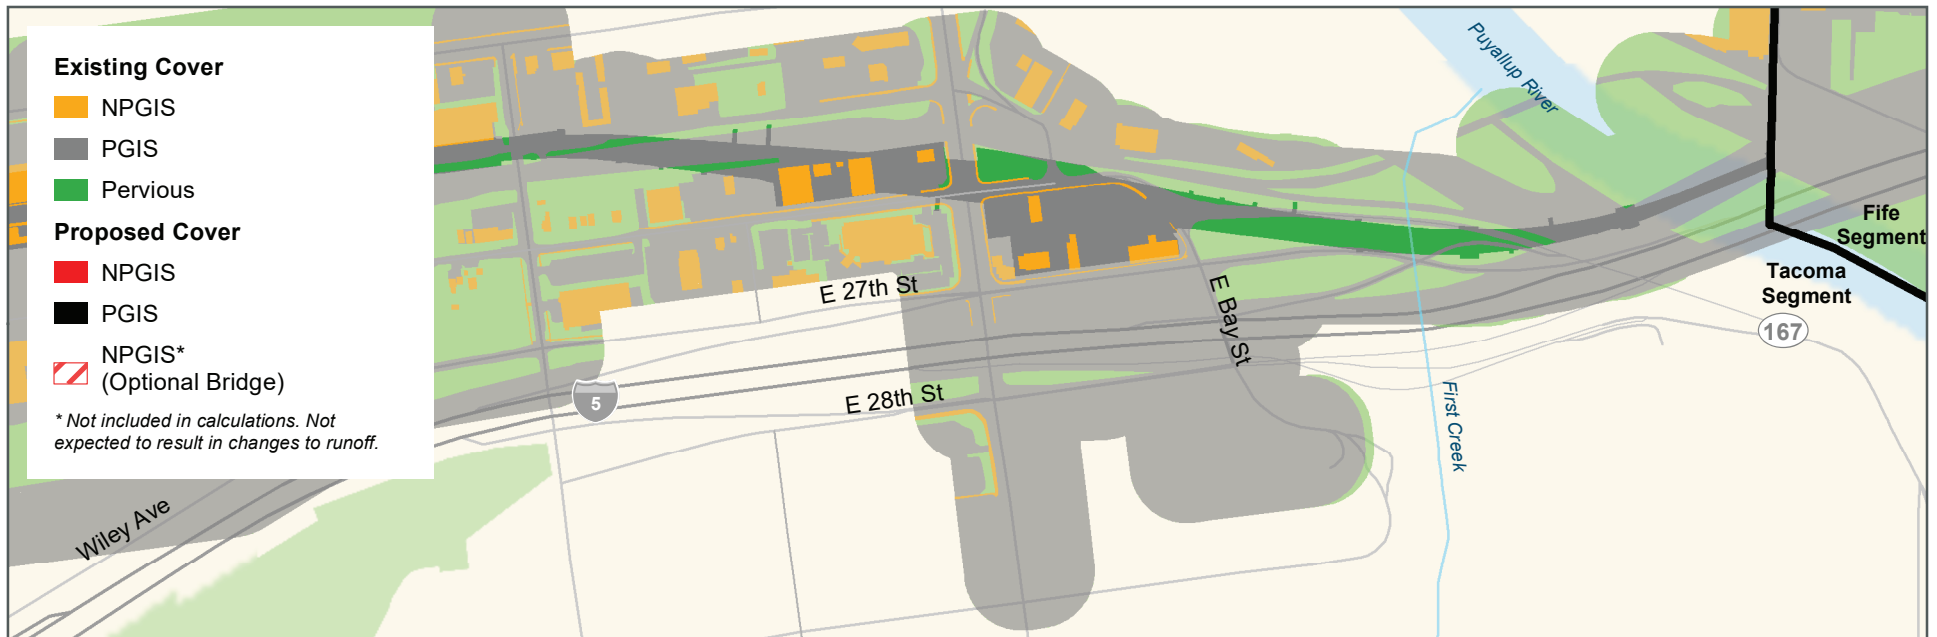 Existing Cover
NPGIS
PGIS
Pervious
Proposed Cover
NPGIS
PGIS
NPGIS*
(Optional Bridge)
* Not included in calculations. Not
expected to result in changes to runoff.
Wiley Ave
5
E 27th St
E 28th St
E Bay St
First Creek
Puyallup River
Fife
Segment
Tacoma
Segment
167